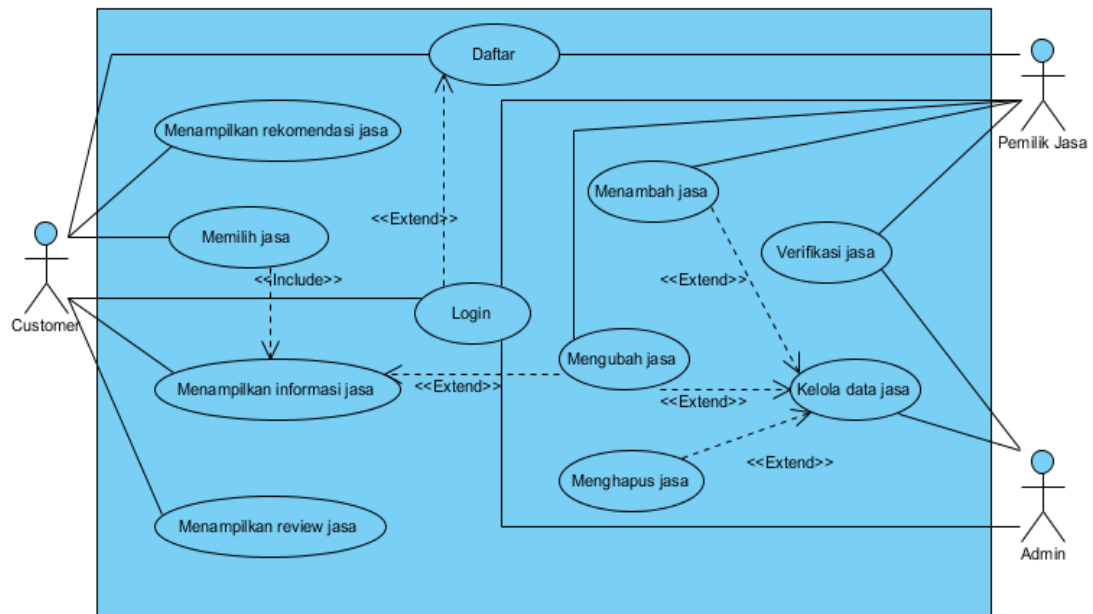 Daftar
Pemilik Jasa
Menampilkan rekomendasi jasa
Menambah jasa
<<Extend>>
Memilih jasa
Verifikasi jasa
<<Include>>
<<Extend>>
Customer
Login
Mengubah jasa
Menampilkan informasi jasa
<<Extend>>
Kelola data jasa
<<Extend>>
<<Extend>>
Menghapus jasa
Menampilkan review jasa
Admin